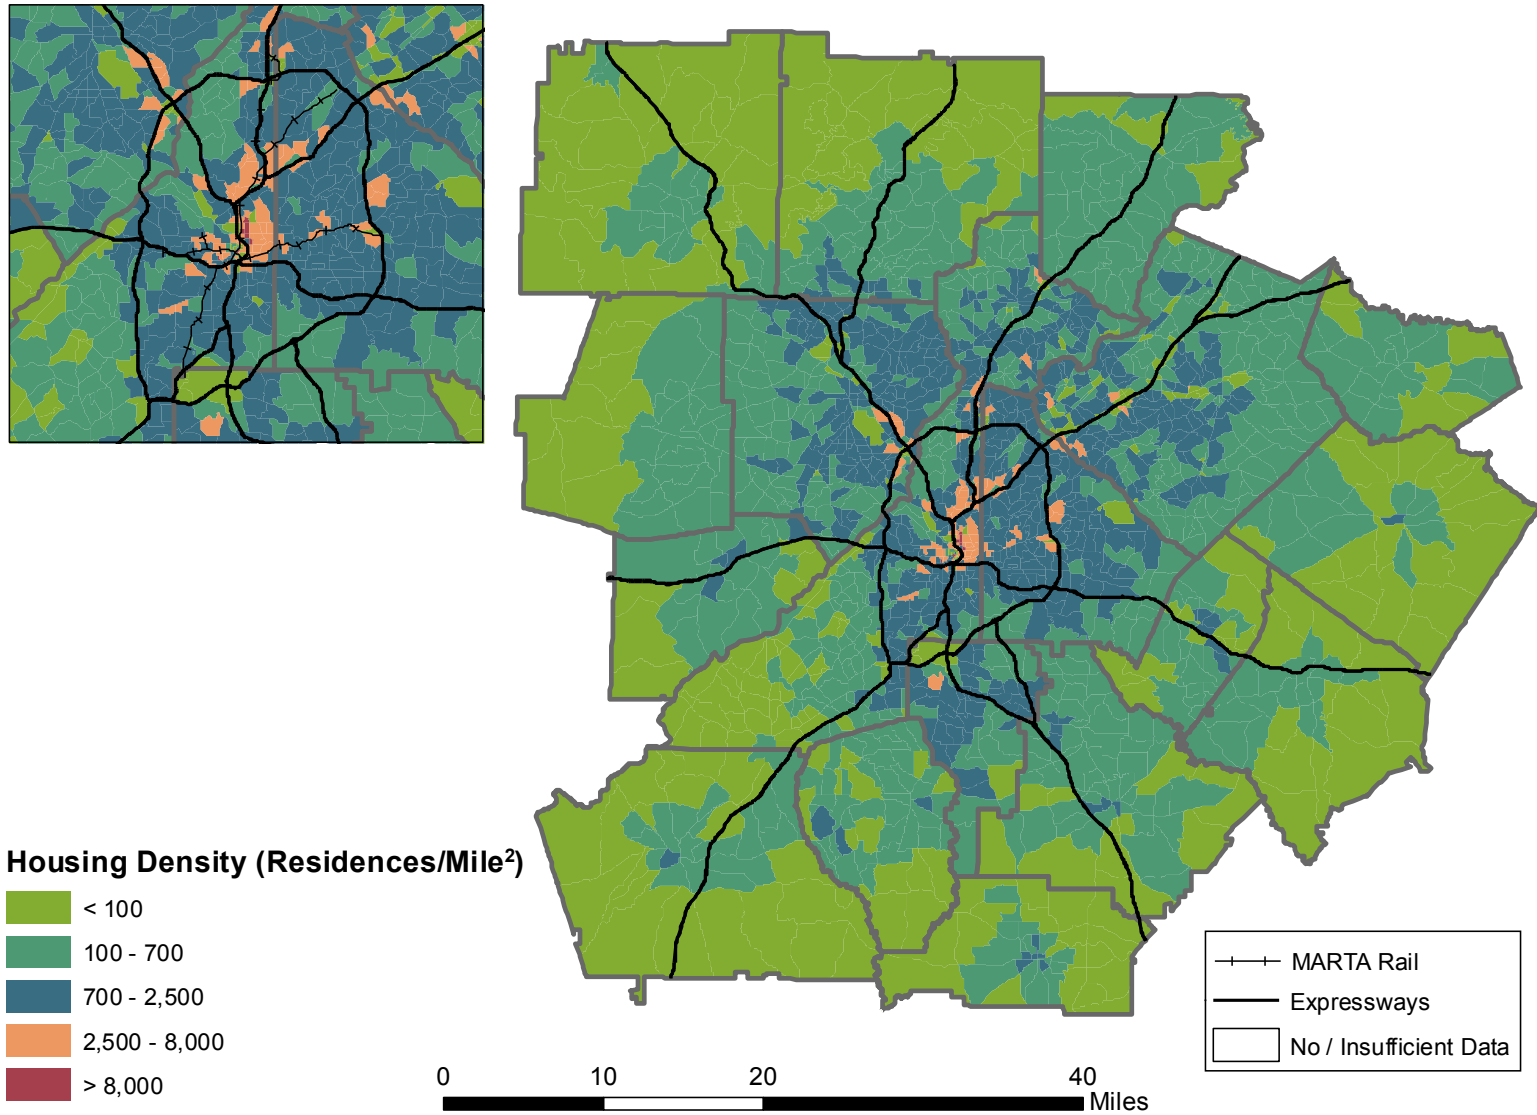 Housing Density (Residences/Mile²)
< 100
100 - 700
700 - 2,500
2,500 - 8,000
> 8,000
0 10 20 40
Miles
MARTA Rail
Expressways
No / Insufficient Data